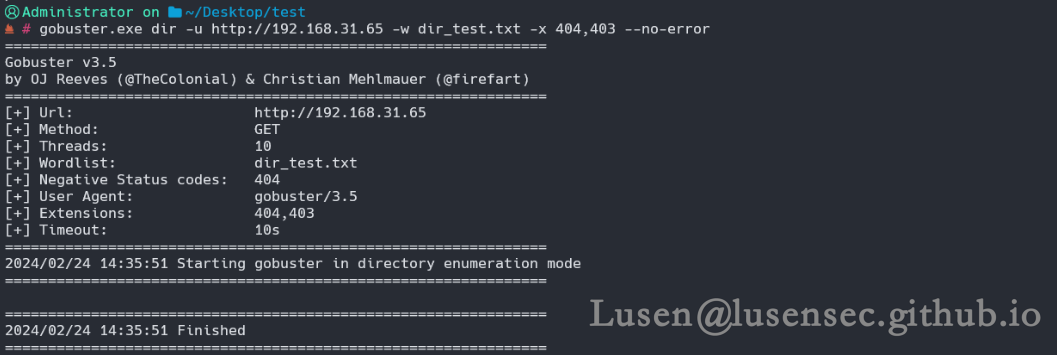 Administrator on ~/Desktop/test
# gobuster.exe dir -u http://192.168.31.65 -w dir_test.txt -x 404,403 --no-error
===============================================================
Gobuster v3.5
by OJ Reeves (@TheColonial) & Christian Mehlmauer (@firefart)
===============================================================
[+] Url:                     http://192.168.31.65
[+] Method:                  GET
[+] Threads:                 10
[+] Wordlist:                dir_test.txt
[+] Negative Status codes:   404
[+] User Agent:              gobuster/3.5
[+] Extensions:              404,403
[+] Timeout:                 10s
===============================================================
2024/02/24 14:35:51 Starting gobuster in directory enumeration mode
===============================================================
===============================================================
2024/02/24 14:35:51 Finished
===============================================================
Lusen@lusensec.github.io